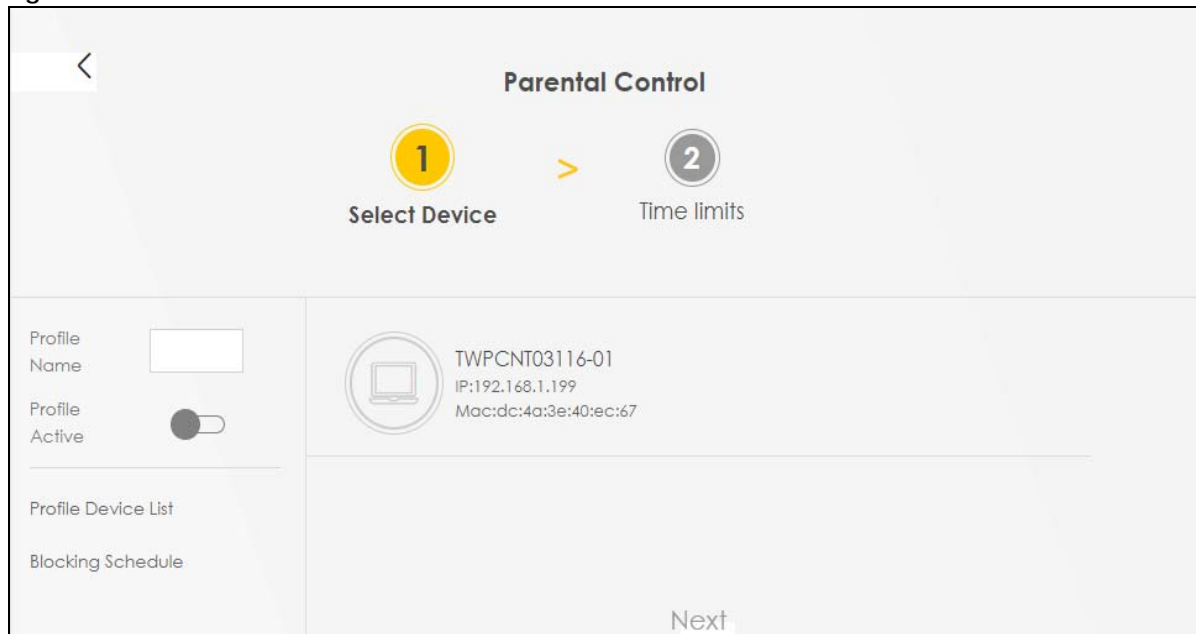 Parental Control
1
>
2
Select Device
Time limits
Profile
Name
Profile
Active
Profile Device List
Blocking Schedule
TWPCNT03116-01
IP:192.168.1.199
Mac:dc:4a:3e:40:ec:67
Next